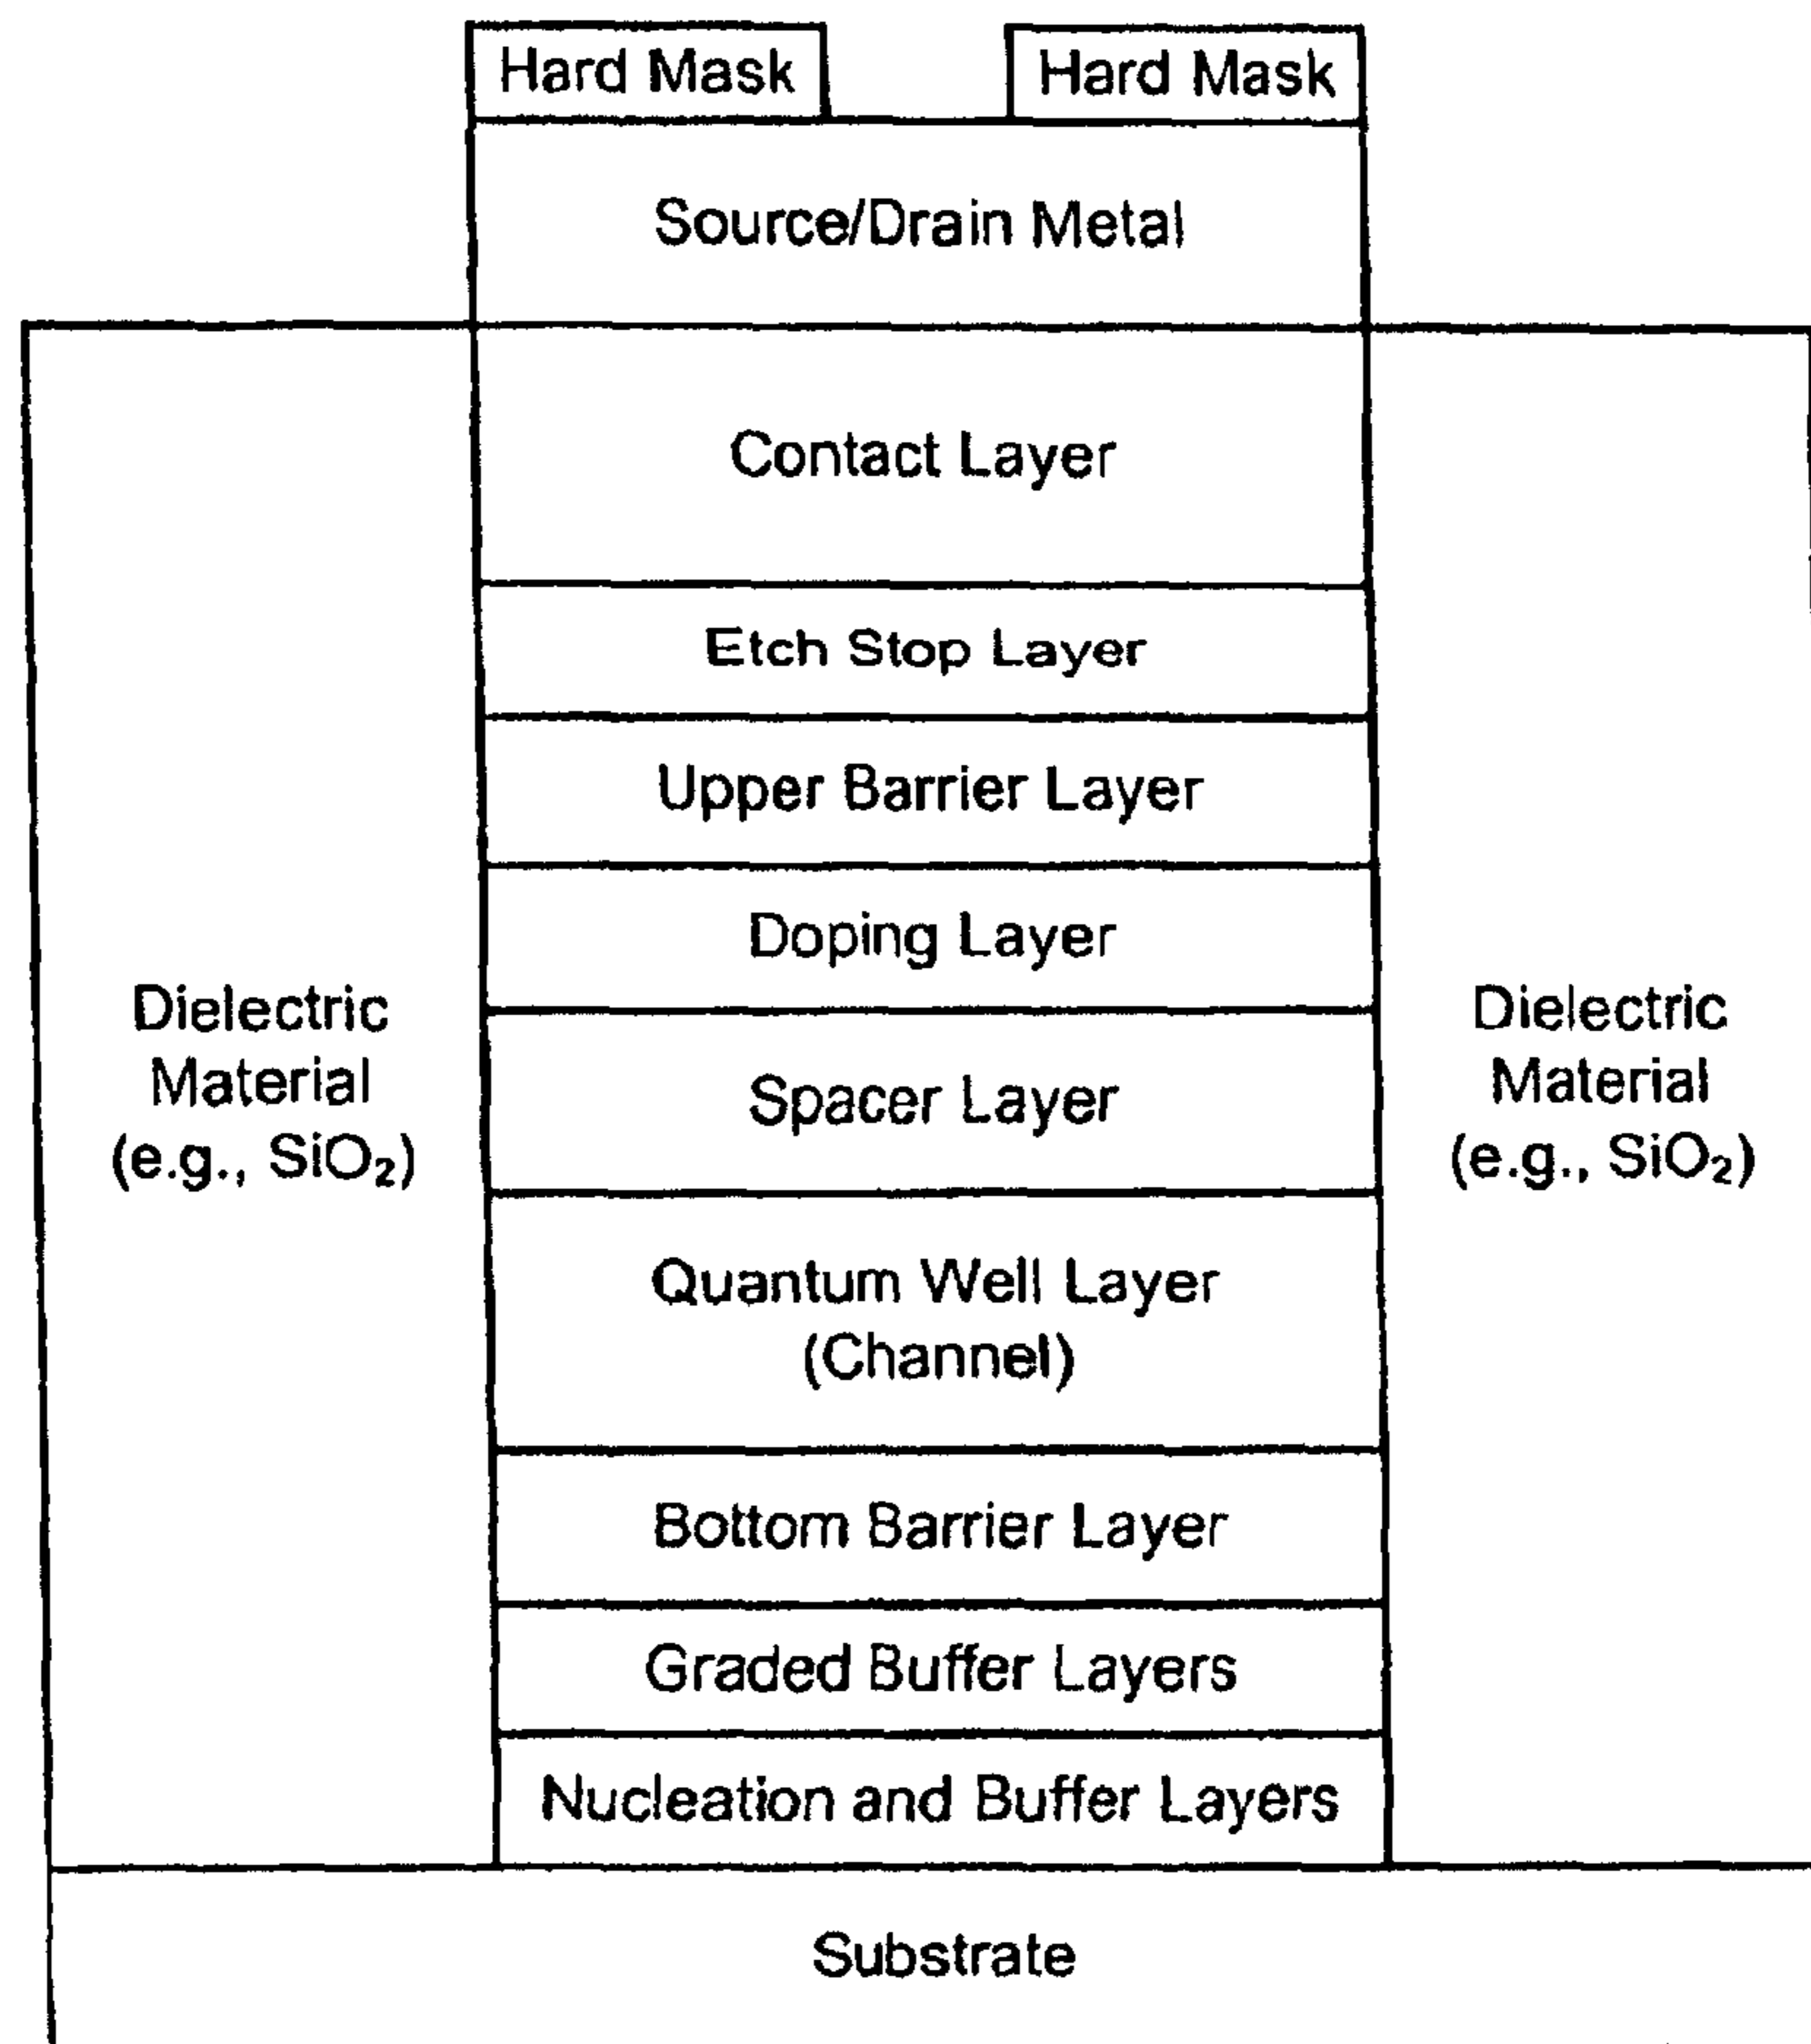 Hard Mask
Hard Mask
Source/Drain Metal
Contact Layer
Etch Stop Layer
Upper Barrier Layer
Doping Layer
Spacer Layer
Dielectric
Material
(e.g., SiO₂)
Dielectric
Material
(e.g., SiO₂)
Quantum Well Layer
(Channel)
Bottom Barrier Layer
Graded Buffer Layers
Nucleation and Buffer Layers
Substrate